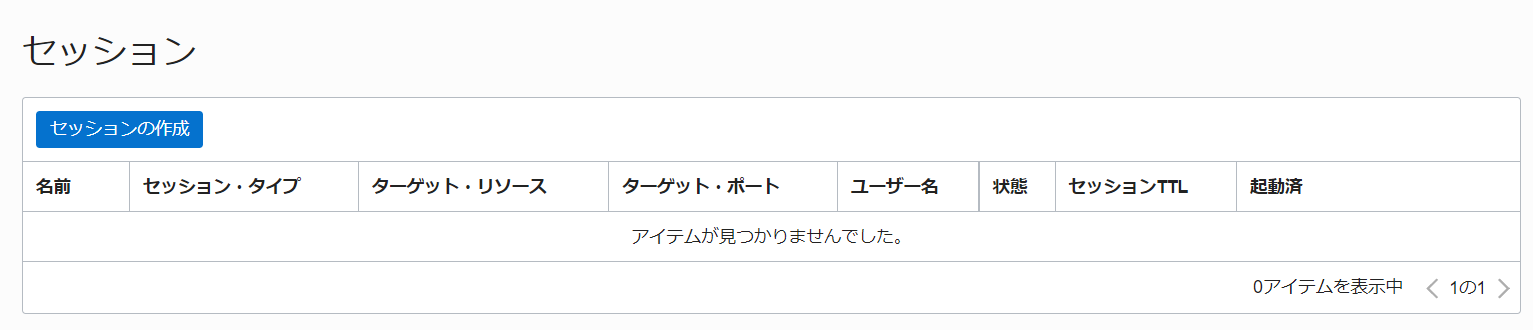 セッション
セッションの作成
名前 セッション・タイプ ターゲット・リソース ターゲット・ポート ユーザー名 状態 セッションTTL 起動済
アイテムが見つかりませんでした。
0アイテムを表示中 < 1の1 >